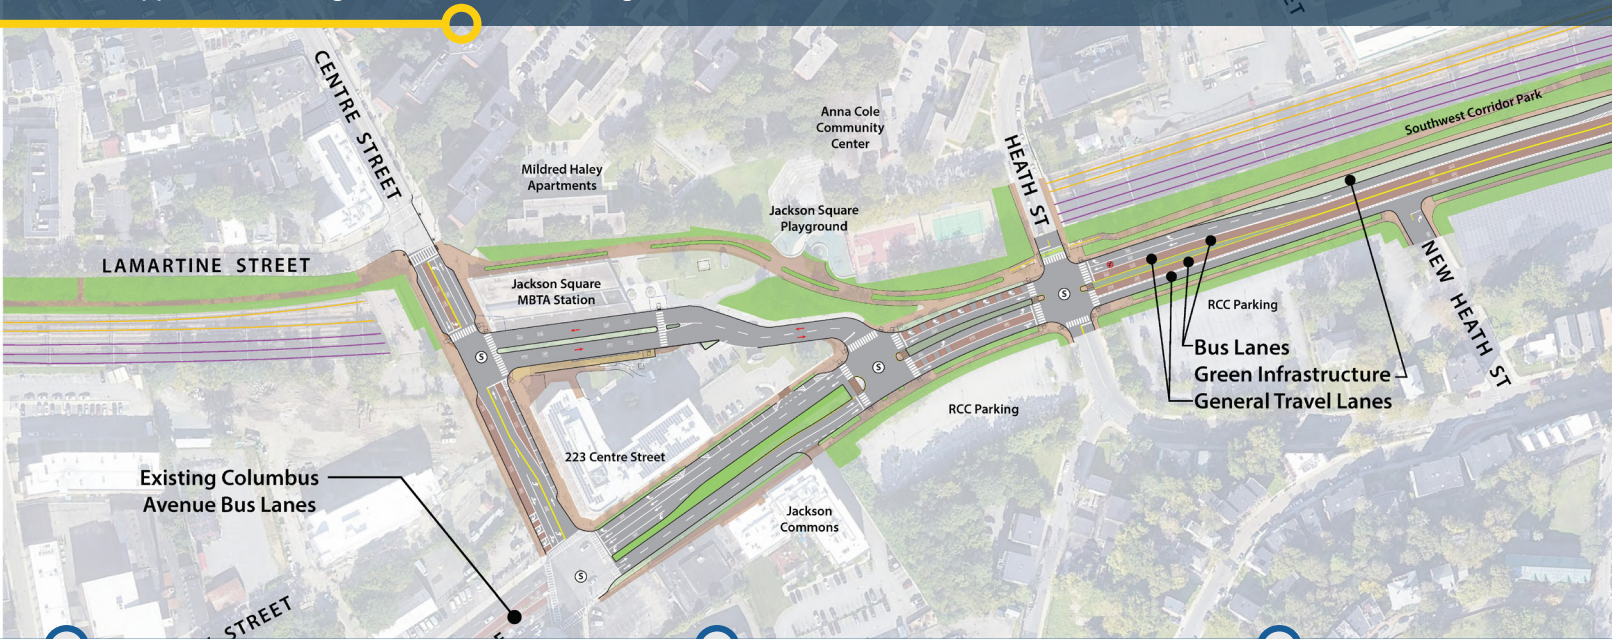 CENTRE STREET
Anna Cole
Community
Center
HEATH ST
Southwest Corridor Park
Mildred Haley
Apartments
Jackson Square
Playground
LAMARTINE STREET
Jackson Square
MBTA Station
S
S
S
S
RCC Parking
NEW HEATH ST
Bus Lanes
Green Infrastructure
General Travel Lanes
RCC Parking
223 Centre Street
Existing Columbus
Avenue Bus Lanes
Jackson
Commons
STREET